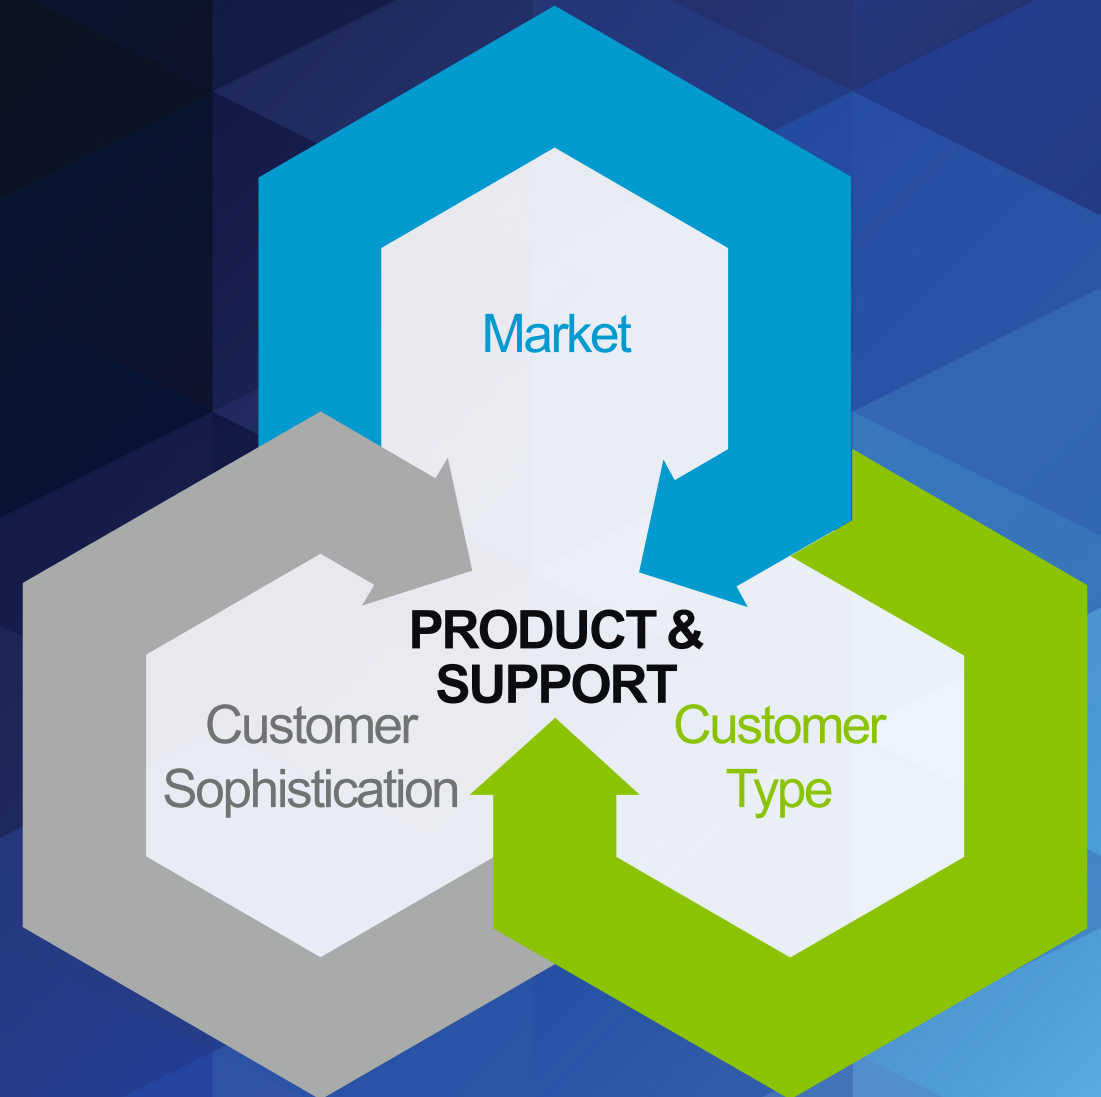 Market
PRODUCT &
SUPPORT
Customer
Sophistication
Customer
Type